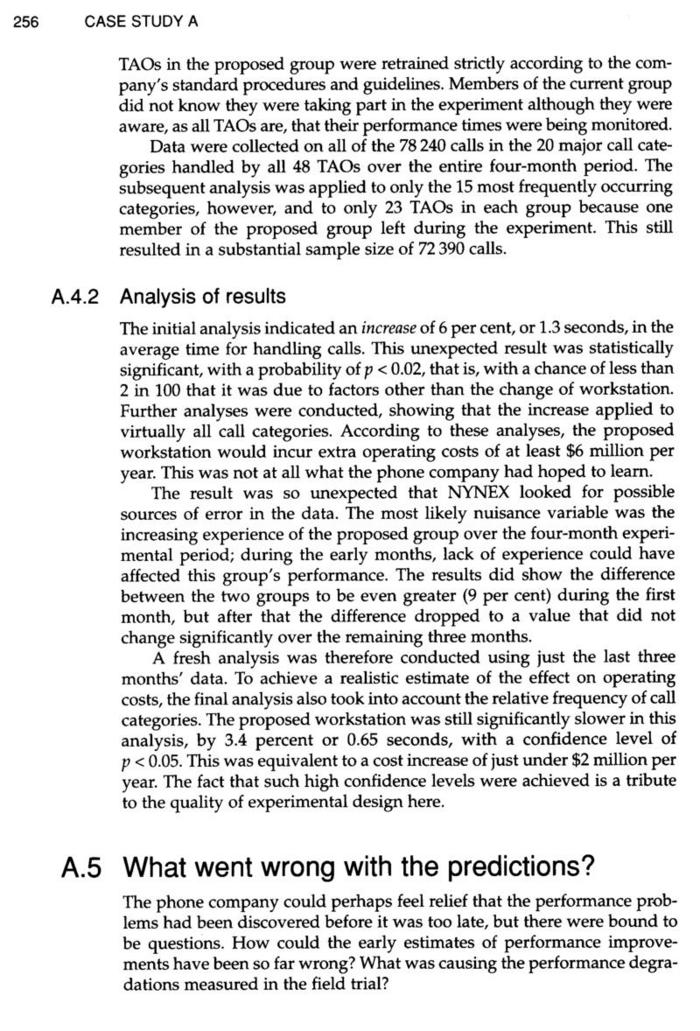 256 CASE STUDY A
TAOs in the proposed group were retrained strictly according to the com-
pany's standard procedures and guidelines. Members of the current group
did not know they were taking part in the experiment although they were
aware, as all TAOs are, that their performance times were being monitored.
Data were collected on all of the 78 240 calls in the 20 major call cate-
gories handled by all 48 TAOs over the entire four-month period. The
subsequent analysis was applied to only the 15 most frequently occurring
categories, however, and to only 23 TAOs in each group because one
member of the proposed group left during the experiment. This still
resulted in a substantial sample size of 72 390 calls.
A.4.2 Analysis of results
The initial analysis indicated an increase of 6 per cent, or 1.3 seconds, in the
average time for handling calls. This unexpected result was statistically
significant, with a probability of p < 0.02, that is, with a chance of less than
2 in 100 that it was due to factors other than the change of workstation.
Further analyses were conducted, showing that the increase applied to
virtually all call categories. According to these analyses, the proposed
workstation would incur extra operating costs of at least $6 million per
year. This was not at all what the phone company had hoped to learn.
The result was so unexpected that NYNEX looked for possible
sources of error in the data. The most likely nuisance variable was the
increasing experience of the proposed group over the four-month experi-
mental period; during the early months, lack of experience could have
affected this group's performance. The results did show the difference
between the two groups to be even greater (9 per cent) during the first
month, but after that the difference dropped to a value that did not
change significantly over the remaining three months.
A fresh analysis was therefore conducted using just the last three
months' data. To achieve a realistic estimate of the effect on operating
costs, the final analysis also took into account the relative frequency of call
categories. The proposed workstation was still significantly slower in this
analysis, by 3.4 percent or 0.65 seconds, with a confidence level of
p < 0.05. This was equivalent to a cost increase of just under $2 million per
year. The fact that such high confidence levels were achieved is a tribute
to the quality of experimental design here.
A.5 What went wrong with the predictions?
The phone company could perhaps feel relief that the performance prob-
lems had been discovered before it was too late, but there were bound to
be questions. How could the early estimates of performance improve-
ments have been so far wrong? What was causing the performance degra-
dations measured in the field trial?